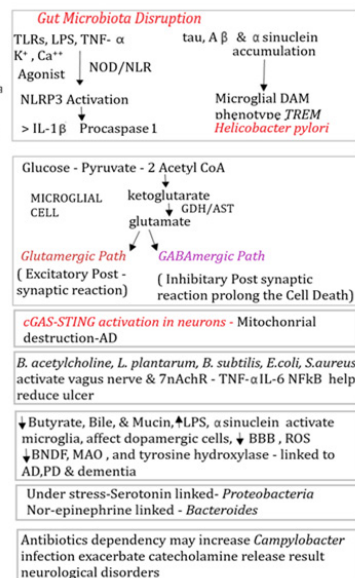 Gut Microbiota Disruption
TLRs, LPS, TNF- α
K⁺ , Ca⁺⁺
Agonist
NOD/NLR
NLRP3 Activation
> IL-1β Procaspase1
tau, A β & α sinuclein
accumulation
Microglial DAM
phenotype TREM
Helicobacter pylori
Glucose - Pyruvate - 2 Acetyl CoA
MICROGLIAL
CELL
ketoglutarate
GDH/AST
glutamate
Glutamergic Path
( Excitatory Post -
synaptic reaction)
GABAmergic Path
( Inhibitary Post synaptic
reaction prolong the Cell Death)
cGAS-STING activation in neurons - Mitochonrial
destruction-AD
B. acetylcholine, L. plantarum, B. subtilis, E.coli, S.aureus
activate vagus nerve & 7nAchR - TNF-αIL-6 NFkB help
reduce ulcer
↓Butyrate, Bile, & Mucin,↑LPS, α sinuclein activate
microglia, affect dopamergic cells, ↓ BBB , ROS
↓BNDF, MAO , and tyrosine hydroxylase - linked to
AD,PD & dementia
Under stress-Serotonin linked- Proteobacteria
Nor-epinephrine linked - Bacteroides
Antibiotics dependency may increase Campylobacter
infection exacerbate catecholamine release result
neurological disorders